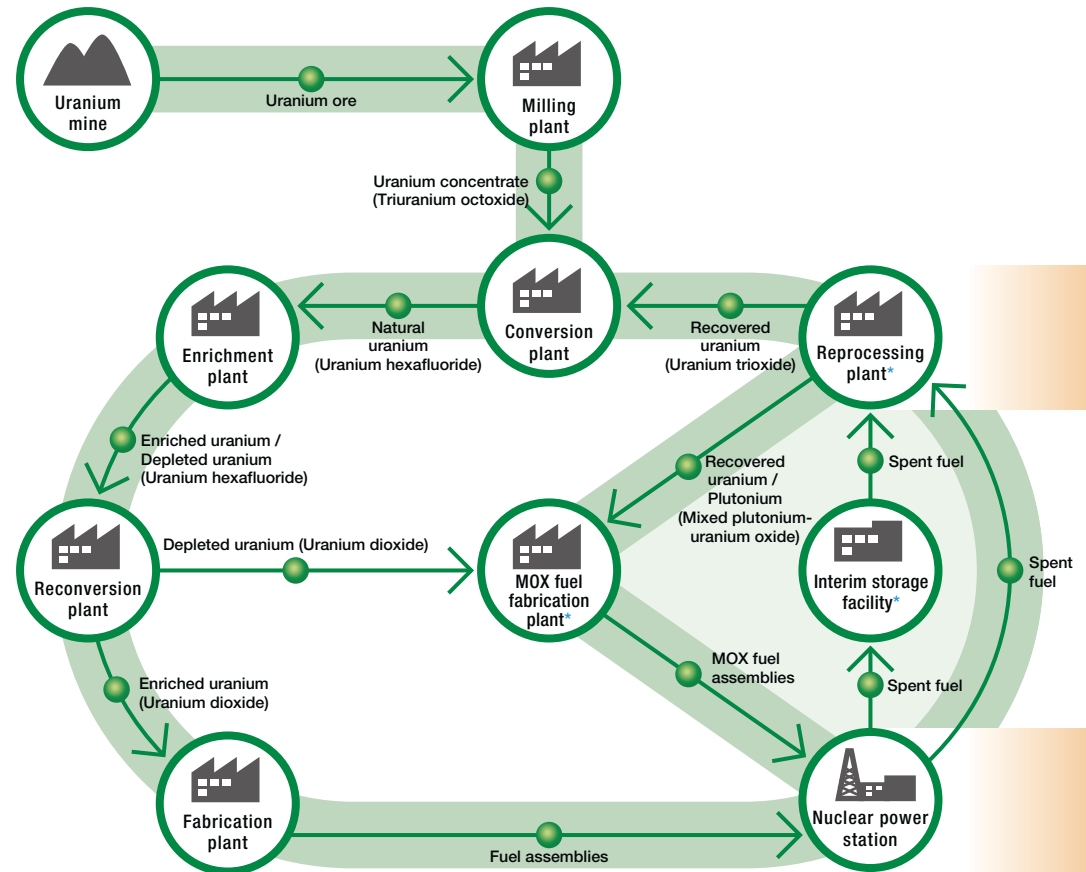 Uranium
mine
Uranium ore
Milling
plant
Uranium concentrate
(Triuranium octoxide)
Enrichment
plant
Natural
uranium
(Uranium hexafluoride)
Conversion
plant
Recovered
uranium
(Uranium trioxide)
Reprocessing
plant*
Enriched uranium /
Depleted uranium
(Uranium hexafluoride)
Recovered
uranium /
Plutonium
(Mixed plutonium-
uranium oxide)
Spent fuel
Reconversion
plant
Depleted uranium (Uranium dioxide)
MOX fuel
fabrication
plant*
Interim storage
facility*
Spent
fuel
Enriched uranium
(Uranium dioxide)
MOX fuel
assemblies
Spent fuel
Fabrication
plant
Fuel assemblies
Nuclear power
station